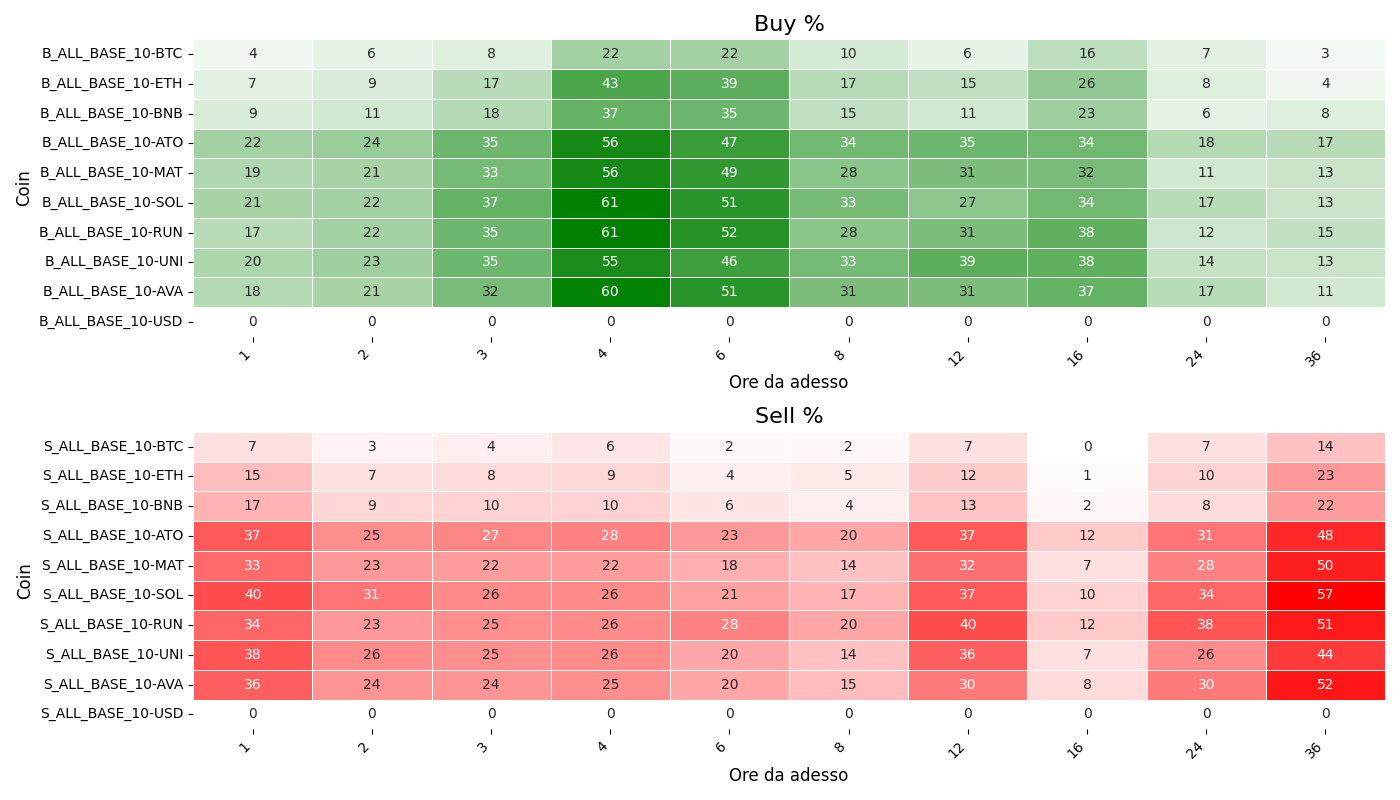 Buy %
Coin
B_ALL_BASE_10-BTC 4 6 8 22 22 10 6 16 7 3
B_ALL_BASE_10-ETH 7 9 17 43 39 17 15 26 8 4
B_ALL_BASE_10-BNB 9 11 18 37 35 15 11 23 6 8
B_ALL_BASE_10-ATO 22 24 35 56 47 34 35 34 18 17
B_ALL_BASE_10-MAT 19 21 33 56 49 28 31 32 11 13
B_ALL_BASE_10-SOL 21 22 37 61 51 33 27 34 17 13
B_ALL_BASE_10-RUN 17 22 35 61 52 28 31 38 12 15
B_ALL_BASE_10-UNI 20 23 35 55 46 33 39 38 14 13
B_ALL_BASE_10-AVA 18 21 32 60 51 31 31 37 17 11
B_ALL_BASE_10-USD 0 0 0 0 0 0 0 0 0 0
1 2 3 4 6 8 12 16 24 36
Ore da adesso
Sell %
Coin
S_ALL_BASE_10-BTC 7 3 4 6 2 2 7 0 7 14
S_ALL_BASE_10-ETH 15 7 8 9 4 5 12 1 10 23
S_ALL_BASE_10-BNB 17 9 10 10 6 4 13 2 8 22
S_ALL_BASE_10-ATO 37 25 27 28 23 20 37 12 31 48
S_ALL_BASE_10-MAT 33 23 22 22 18 14 32 7 28 50
S_ALL_BASE_10-SOL 40 31 26 26 21 17 37 10 34 57
S_ALL_BASE_10-RUN 34 23 25 26 28 20 40 12 38 51
S_ALL_BASE_10-UNI 38 26 25 26 20 14 36 7 26 44
S_ALL_BASE_10-AVA 36 24 24 25 20 15 30 8 30 52
S_ALL_BASE_10-USD 0 0 0 0 0 0 0 0 0 0
1 2 3 4 6 8 12 16 24 36
Ore da adesso